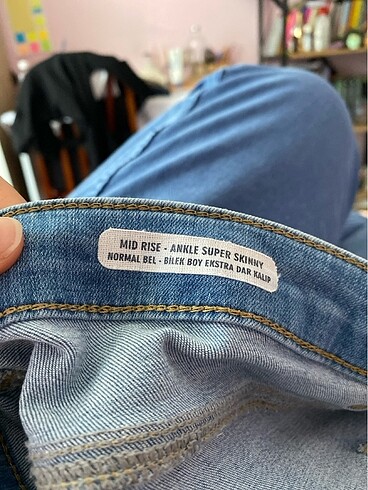 MID RISE - ANKLE SUPER SKINNY
NORMAL BEL - BİLEK BOY EKSTRA DAR KALIP